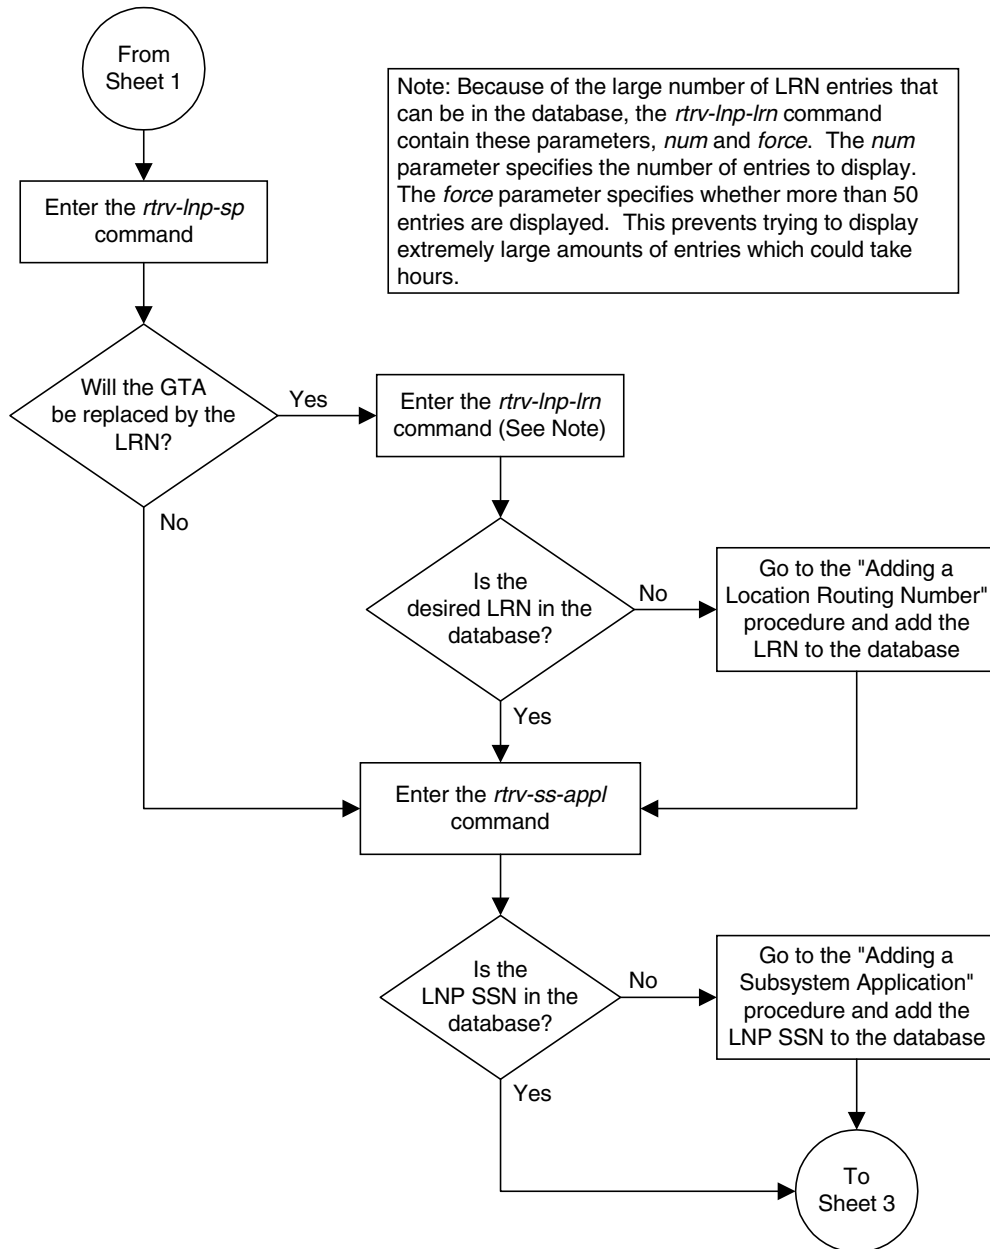 From
Sheet 1
Note: Because of the large number of LRN entries that
can be in the database, the rtrv-lnp-lrn command
contain these parameters, num and force. The num
parameter specifies the number of entries to display.
The force parameter specifies whether more than 50
entries are displayed. This prevents trying to display
extremely large amounts of entries which could take
hours.
Enter the rtrv-lnp-sp
command
Will the GTA
be replaced by the
LRN?
Yes
No
Enter the rtrv-lnp-lrn
command (See Note)
Is the
desired LRN in the
database?
No
Yes
Go to the "Adding a
Location Routing Number"
procedure and add the
LRN to the database
Enter the rtrv-ss-appl
command
Is the
LNP SSN in the
database?
No
Yes
Go to the "Adding a
Subsystem Application"
procedure and add the
LNP SSN to the database
To
Sheet 3